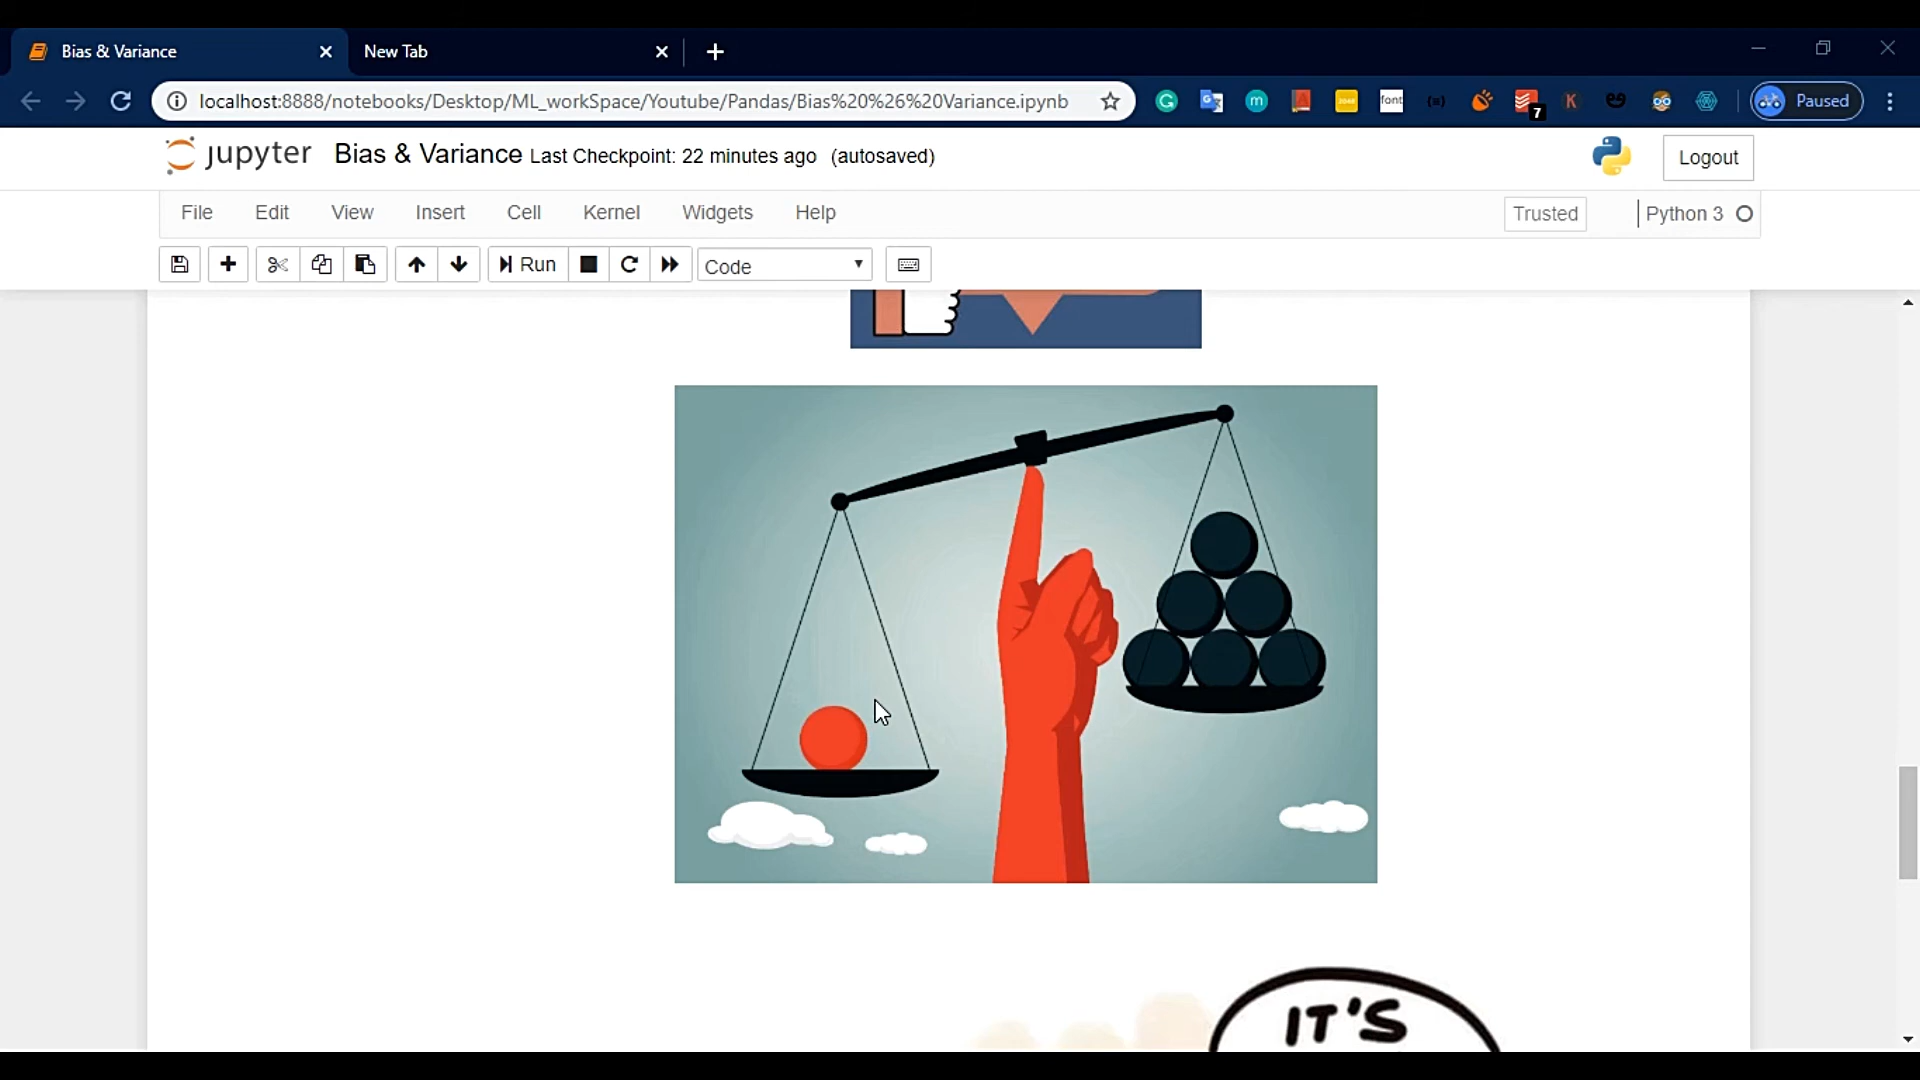 Bias & Variance
New Tab
localhost:8888/notebooks/Desktop/ML_workSpace/Youtube/Pandas/Bias%20%26%20Variance.ipynb
font
7
K
Paused
jupyter Bias & Variance Last Checkpoint: 22 minutes ago (autosaved)
Logout
File Edit View Insert Cell Kernel Widgets Help
Trusted
Python 3
Run
Code
IT'S